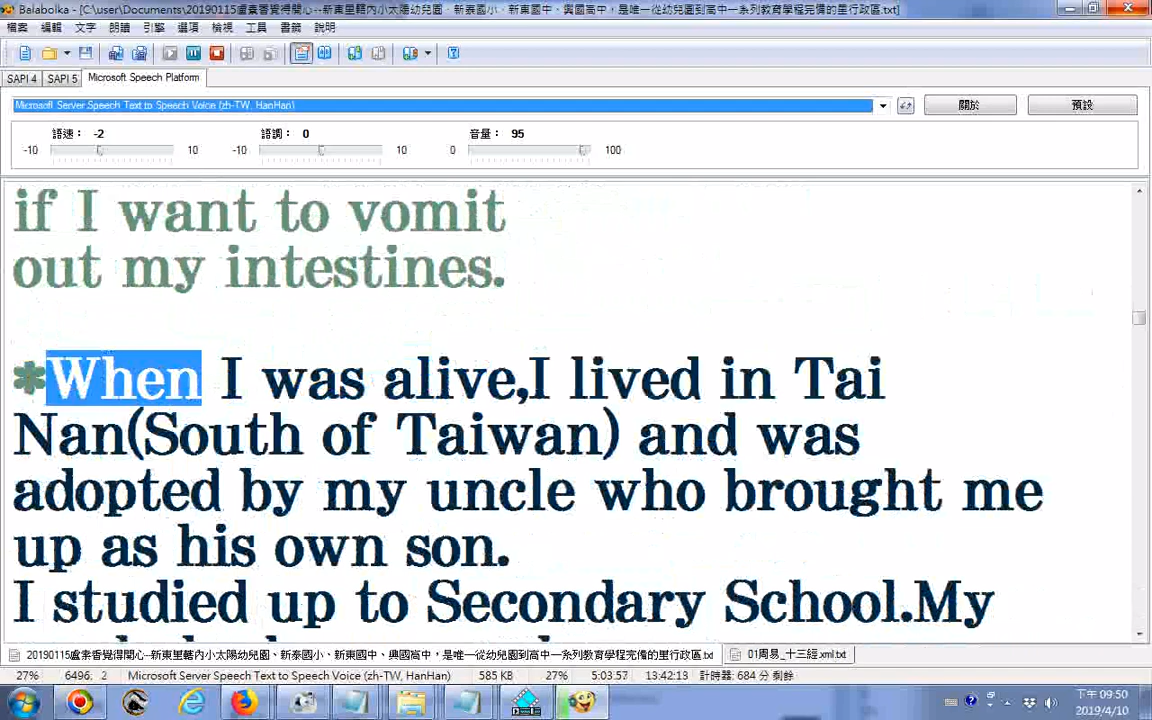 Balabolka - [C:\user\Documents\20190115盧素香覺得開心--新東里轄內小太陽幼兒園、新泰國小、新東國中、興國高中，是唯一從幼兒園到高中一系列教育學程完備的里行政區.txt]
檔案 編輯 文字 朗讀 引擎 選項 檢視 工具 書籤 說明
SAPI 4 SAPI 5 Microsoft Speech Platform
Microsoft Server Speech Text to Speech Voice (zh-TW, HanHan) 關於 預設
語速： -2 語調： 0 音量： 95
-10 10 -10 10 0 100
if I want to vomit
out my intestines.
*When I was alive,I lived in Tai
Nan(South of Taiwan) and was
adopted by my uncle who brought me
up as his own son.
I studied up to Secondary School.My
20190115盧素香覺得開心--新東里轄內小太陽幼兒園、新泰國小、新東國中、興國高中，是唯一從幼兒園到高中一系列教育學程完備的里行政區.txt 01周易_十三經.xml.txt
27% 6496. 2 Microsoft Server Speech Text to Speech Voice (zh-TW, HanHan) 585 KB 27% 5:03:57 13:42:13 計時器: 684 分 剩餘
下午 09:50
2019/4/10